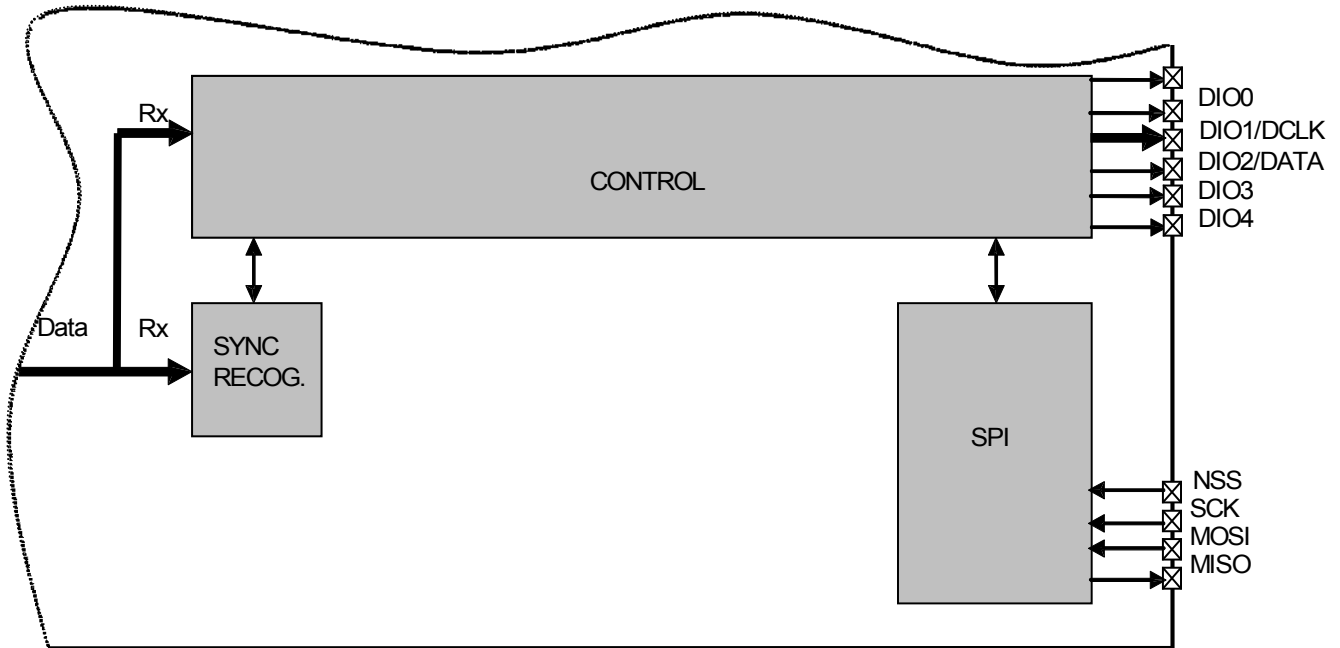 Rx
DIO0
DIO1/DCLK
DIO2/DATA
DIO3
DIO4
CONTROL
Data
Rx
SYNC
RECOG.
SPI
NSS
SCK
MOSI
MISO